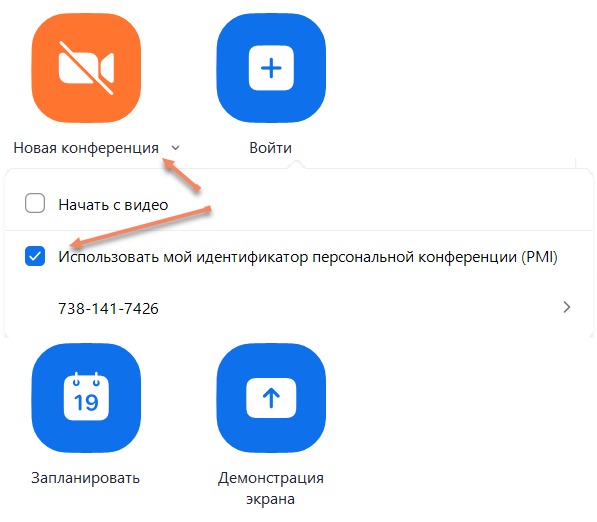 Новая конференция
Войти
Начать с видео
Использовать мой идентификатор персональной конференции (PMI)
738-141-7426
19
Запланировать
Демонстрация
экрана